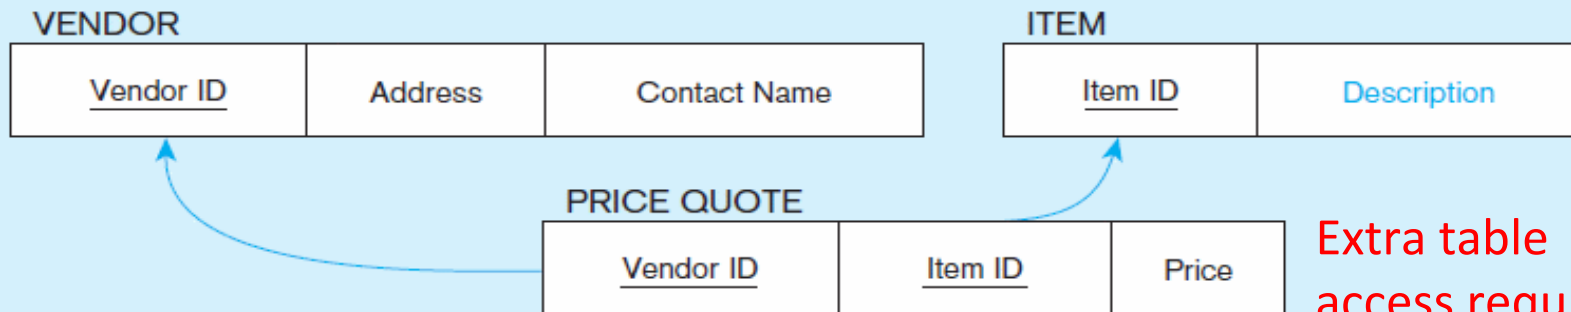 VENDOR
Vendor ID Address Contact Name
ITEM
Item ID Description
PRICE QUOTE
Vendor ID Item ID Price
Extra table
access